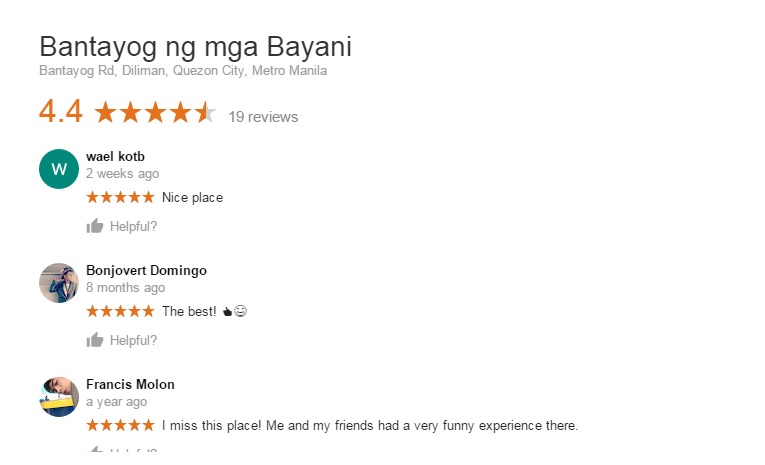 Bantayog ng mga Bayani
Bantayog Rd, Diliman, Quezon City, Metro Manila
4.4 ★★★★★ 19 reviews
W
wael kotb
2 weeks ago
★★★★★ Nice place
Helpful?
Bonjovert Domingo
8 months ago
★★★★★ The best! 👍😄
Helpful?
Francis Molon
a year ago
★★★★★ I miss this place! Me and my friends had a very funny experience there.
Helpful?